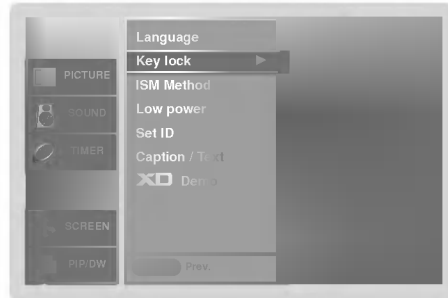 PICTURE
SOUND
TIMER
SCREEN
PIP/DW
Language
Key lock
ISM Method
Low power
Set ID
Caption / Text
XD Demo
Prev.